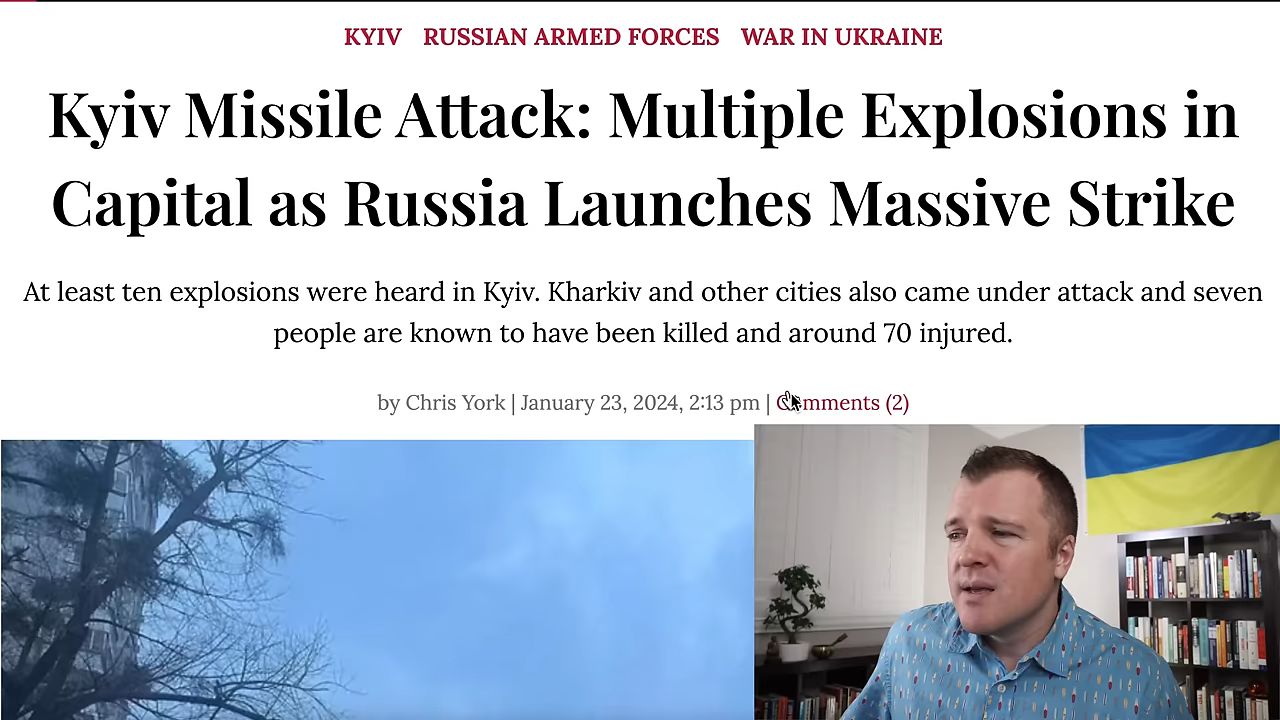 KYIV RUSSIAN ARMED FORCES WAR IN UKRAINE
Kyiv Missile Attack: Multiple Explosions in
Capital as Russia Launches Massive Strike
At least ten explosions were heard in Kyiv. Kharkiv and other cities also came under attack and seven
people are known to have been killed and around 70 injured.
by Chris York | January 23, 2024, 2:13 pm | Comments (2)